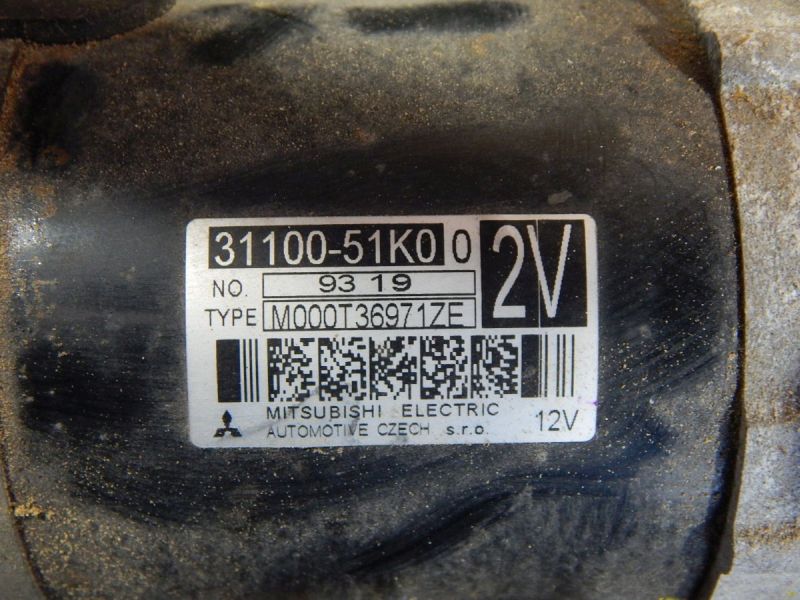 31100-51K0 0
2V
NO. 93 19
TYPE M000T36971ZE
MITSUBISHI ELECTRIC
AUTOMOTIVE CZECH s.r.o.
12V